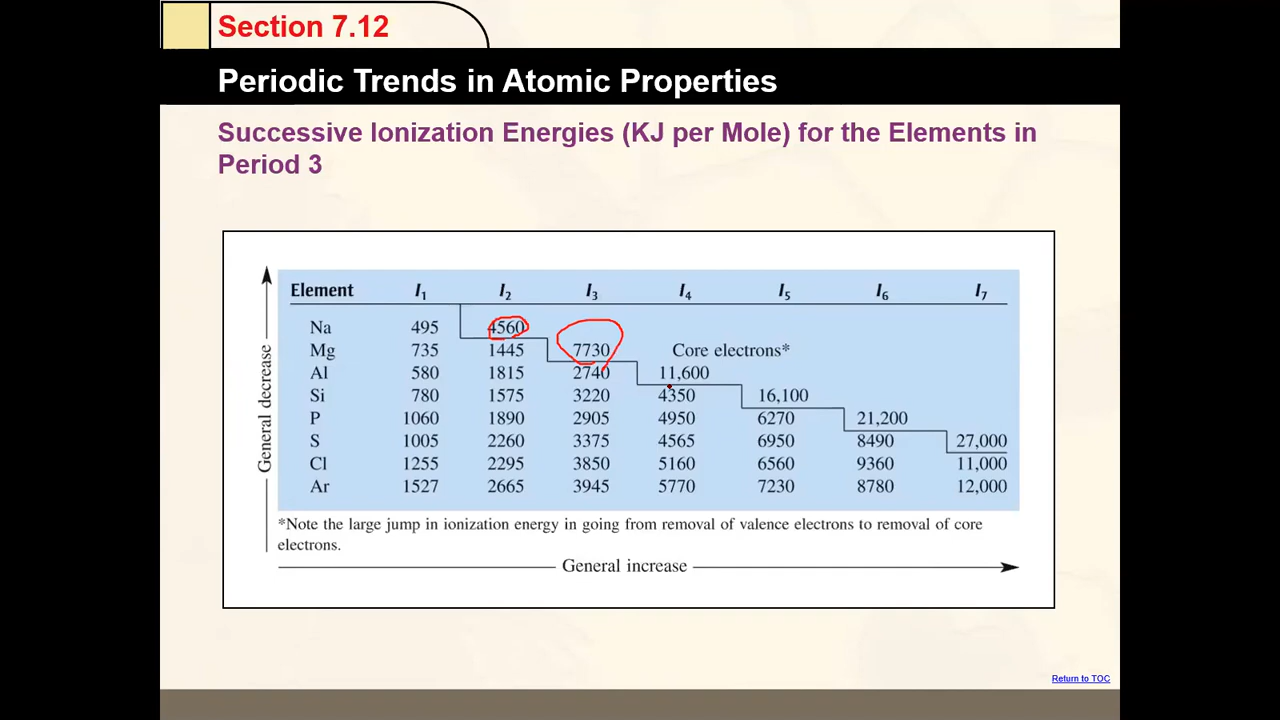 Section 7.12
Periodic Trends in Atomic Properties
Successive Ionization Energies (KJ per Mole) for the Elements in
Period 3
General decrease
Element I1 I2 I3 I4 I5 I6 I7
Na 495 4560
Mg 735 1445 7730 Core electrons*
Al 580 1815 2740 11,600
Si 780 1575 3220 4350 16,100
P 1060 1890 2905 4950 6270 21,200
S 1005 2260 3375 4565 6950 8490 27,000
Cl 1255 2295 3850 5160 6560 9360 11,000
Ar 1527 2665 3945 5770 7230 8780 12,000
*Note the large jump in ionization energy in going from removal of valence electrons to removal of core
electrons.
General increase
Return to TOC